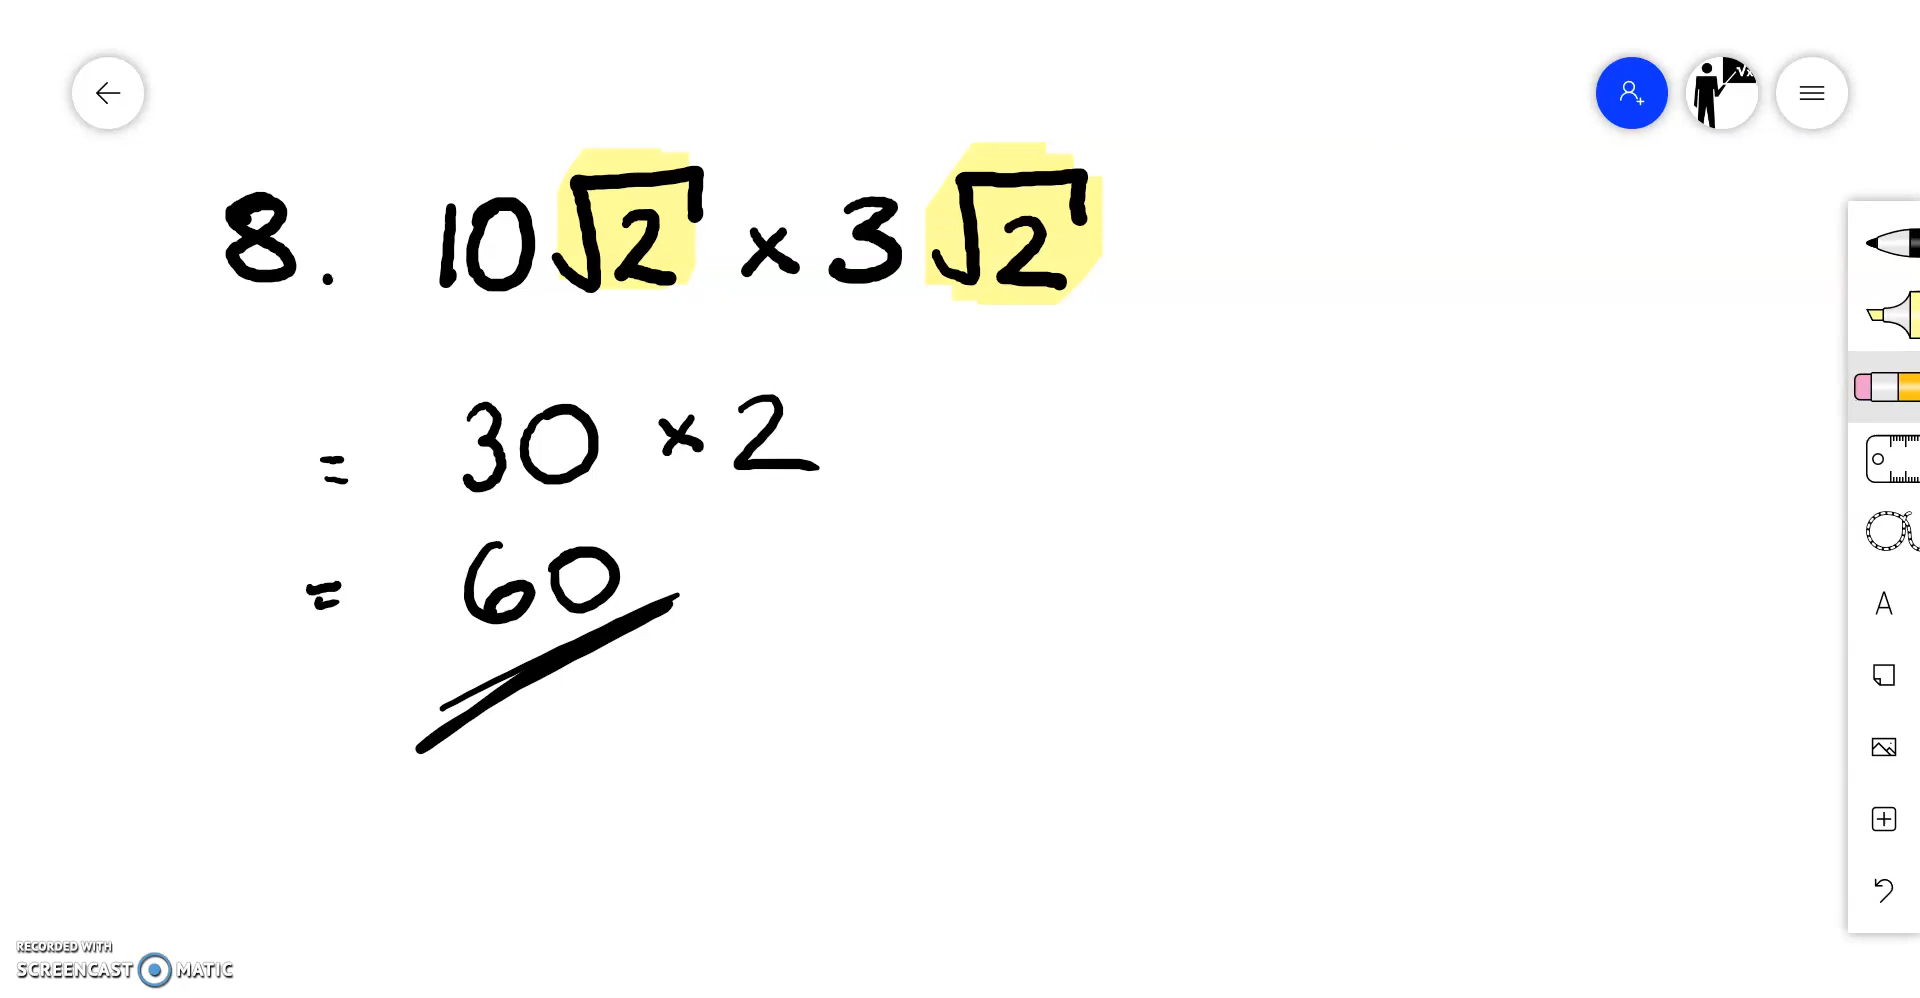 √x
8. 10√2 × 3√2
= 30 × 2
= 60
A
RECORDED WITH
SCREENCAST MATIC